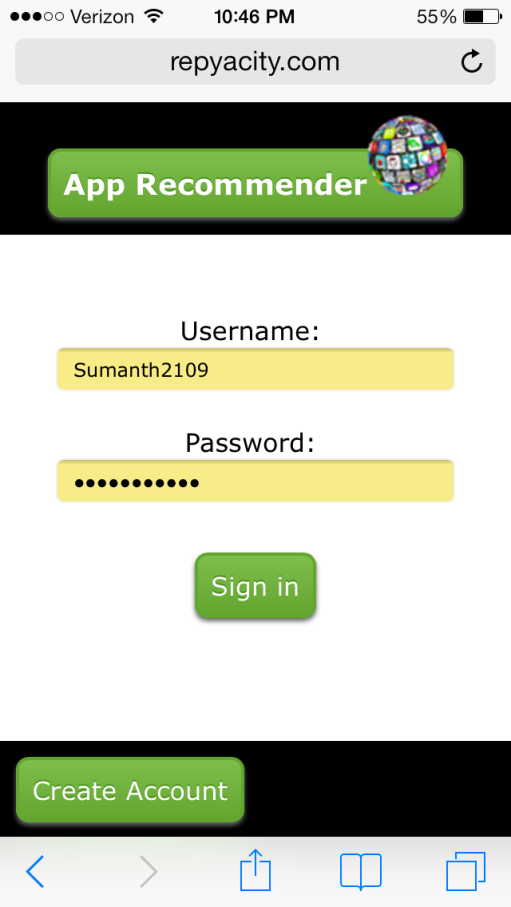 Verizon 10:46 PM 55%
repyacity.com
App Recommender
Username:
Sumanth2109
Password:
•••••••••••
Sign in
Create Account